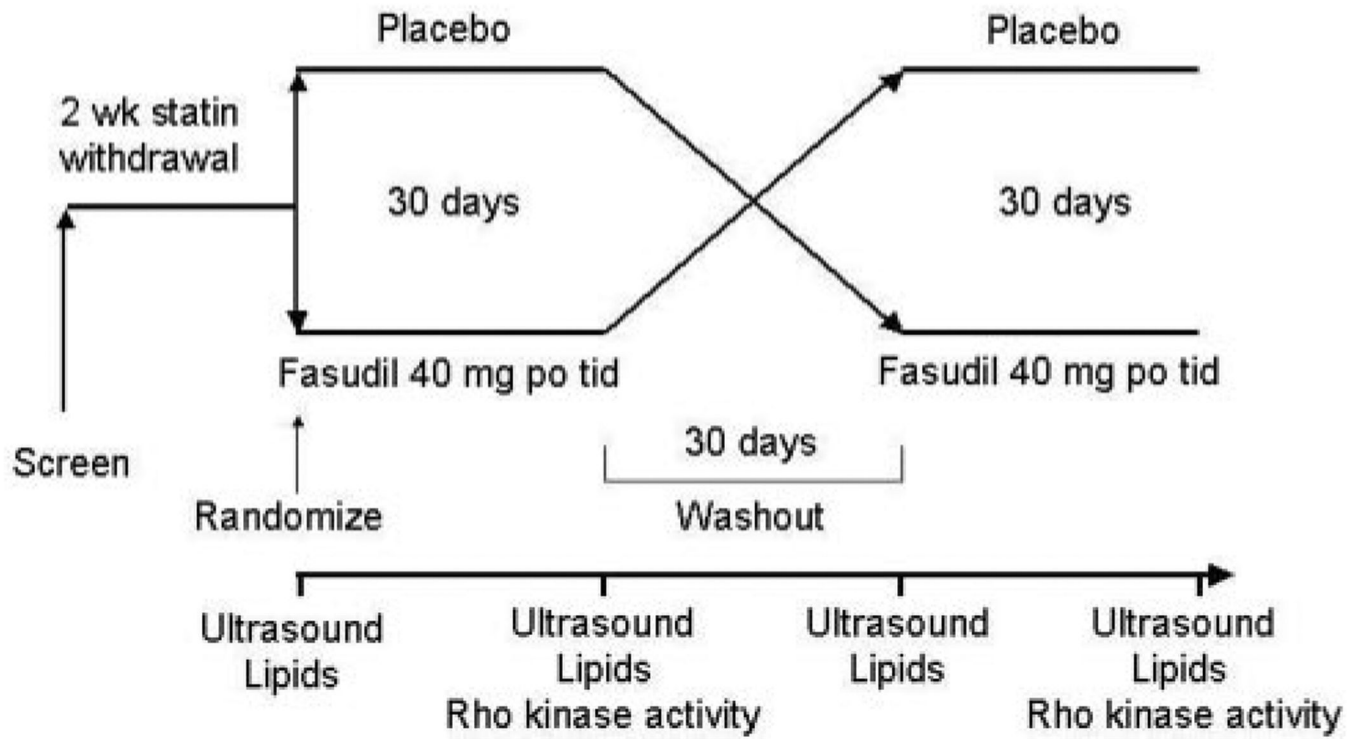 Placebo
Placebo
2 wk statin
withdrawal
30 days
30 days
Fasudil 40 mg po tid
Fasudil 40 mg po tid
Screen
30 days
Randomize
Washout
Ultrasound
Lipids
Ultrasound
Lipids
Rho kinase activity
Ultrasound
Lipids
Ultrasound
Lipids
Rho kinase activity